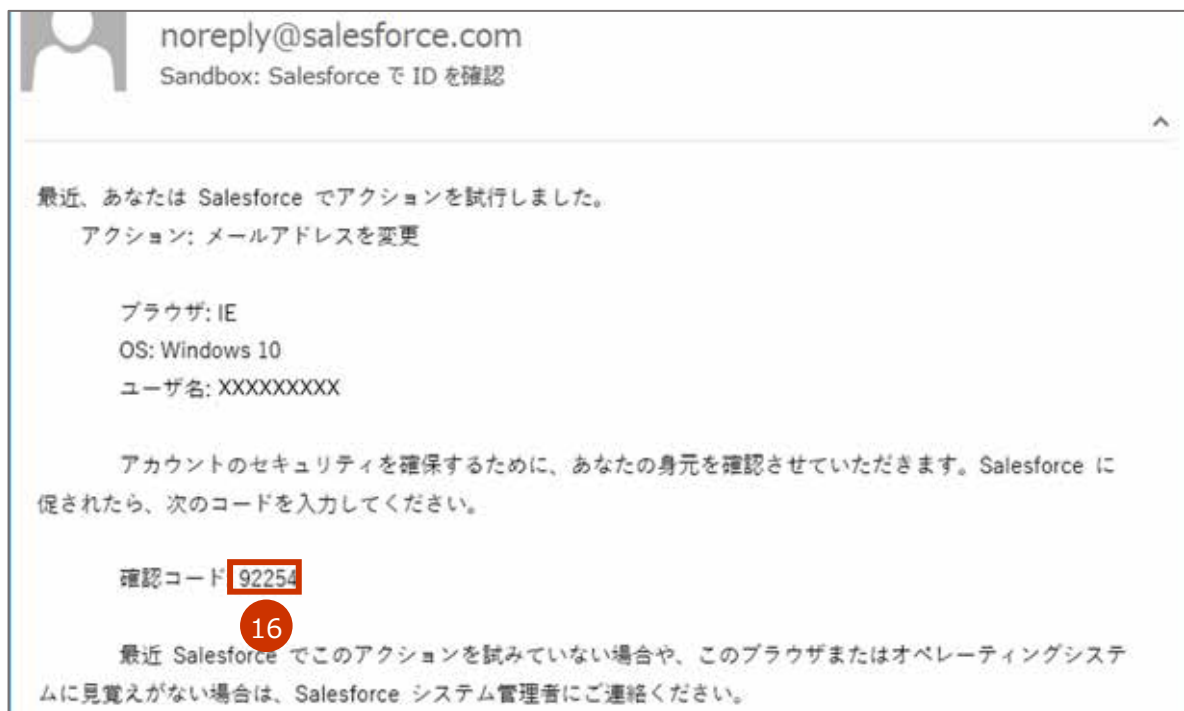 noreply@salesforce.com
Sandbox: Salesforce で ID を確認
最近、あなたは Salesforce でアクションを試行しました。
アクション: メールアドレスを変更
ブラウザ: IE
OS: Windows 10
ユーザ名: XXXXXXXXX
アカウントのセキュリティを確保するために、あなたの身元を確認させていただきます。Salesforce に
促されたら、次のコードを入力してください。
確認コード 92254
16
最近 Salesforce でこのアクションを試みていない場合や、このブラウザまたはオペレーティングシステ
ムに見覚えがない場合は、Salesforce システム管理者にご連絡ください。